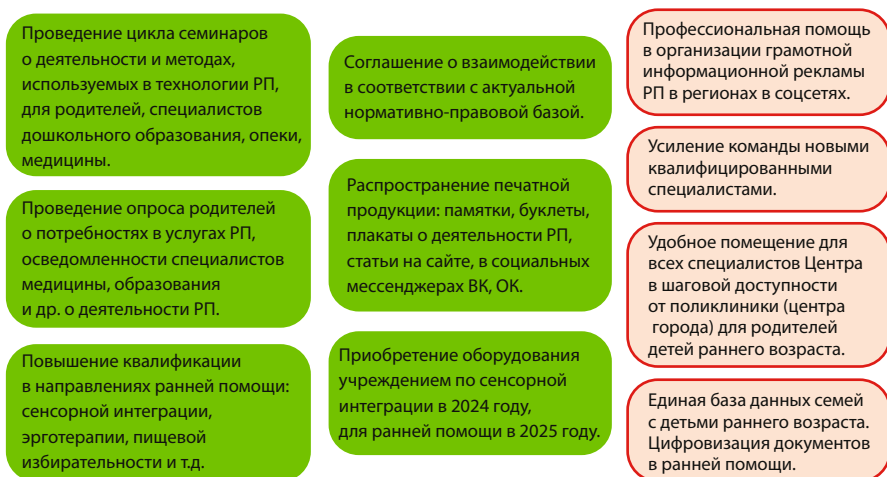 Проведение цикла семинаров
о деятельности и методах,
используемых в технологии РП,
для родителей, специалистов
дошкольного образования, опеки,
медицины.
Проведение опроса родителей
о потребностях в услугах РП,
осведомленности специалистов
медицины, образования
и др. о деятельности РП.
Повышение квалификации
в направлениях ранней помощи:
сенсорной интеграции,
эрготерапии, пищевой
избирательности и т.д.
Соглашение о взаимодействии
в соответствии с актуальной
нормативно-правовой базой.
Распространение печатной
продукции: памятки, буклеты,
плакаты о деятельности РП,
статьи на сайте, в социальных
мессенджерах ВК, ОК.
Приобретение оборудования
учреждением по сенсорной
интеграции в 2024 году,
для ранней помощи в 2025 году.
Профессиональная помощь
в организации грамотной
информационной рекламы
РП в регионах в соцсетях.
Усиление команды новыми
квалифицированными
специалистами.
Удобное помещение для
всех специалистов Центра
в шаговой доступности
от поликлиники (центра
города) для родителей
детей раннего возраста.
Единая база данных семей
с детьми раннего возраста.
Цифровизация документов
в ранней помощи.